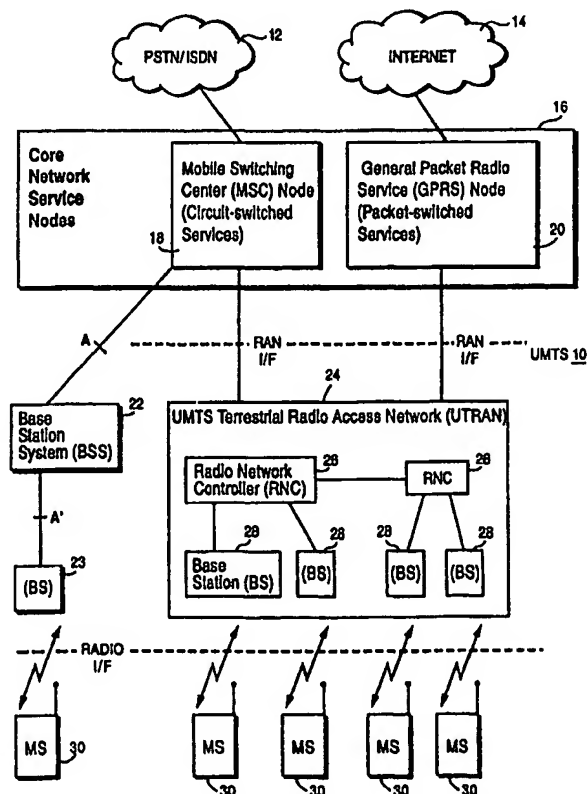 12
14
PSTN/ISDN
INTERNET
16
Core
Network
Service
Nodes
Mobile Switching
Center (MSC) Node
(Circuit-switched
Services)
18
General Packet Radio
Service (GPRS) Node
(Packet-switched
Services)
20
A
RAN
I/F
RAN
I/F
UMTS 10
22
24
Base
Station
System (BSS)
UMTS Terrestrial Radio Access Network (UTRAN)
Radio Network
Controller (RNC)
26
RNC
26
A'
23
(BS)
28
Base
Station (BS)
28
(BS)
28
(BS)
28
(BS)
RADIO
I/F
MS
30
MS
30
MS
30
MS
30
MS
30